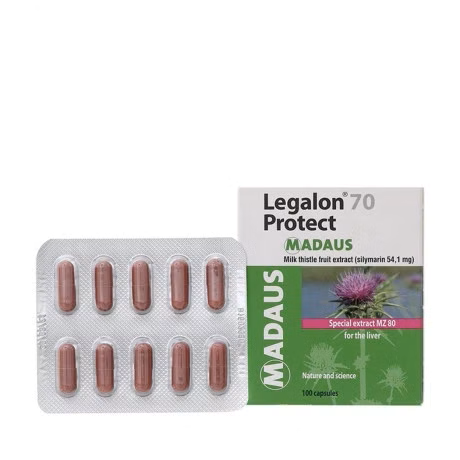 Legalon® 70
Protect
MADAUS
Milk thistle fruit extract (silymarin 54,1 mg)
MADAUS
Special extract MZ 80
for the liver
Nature and science
100 capsules